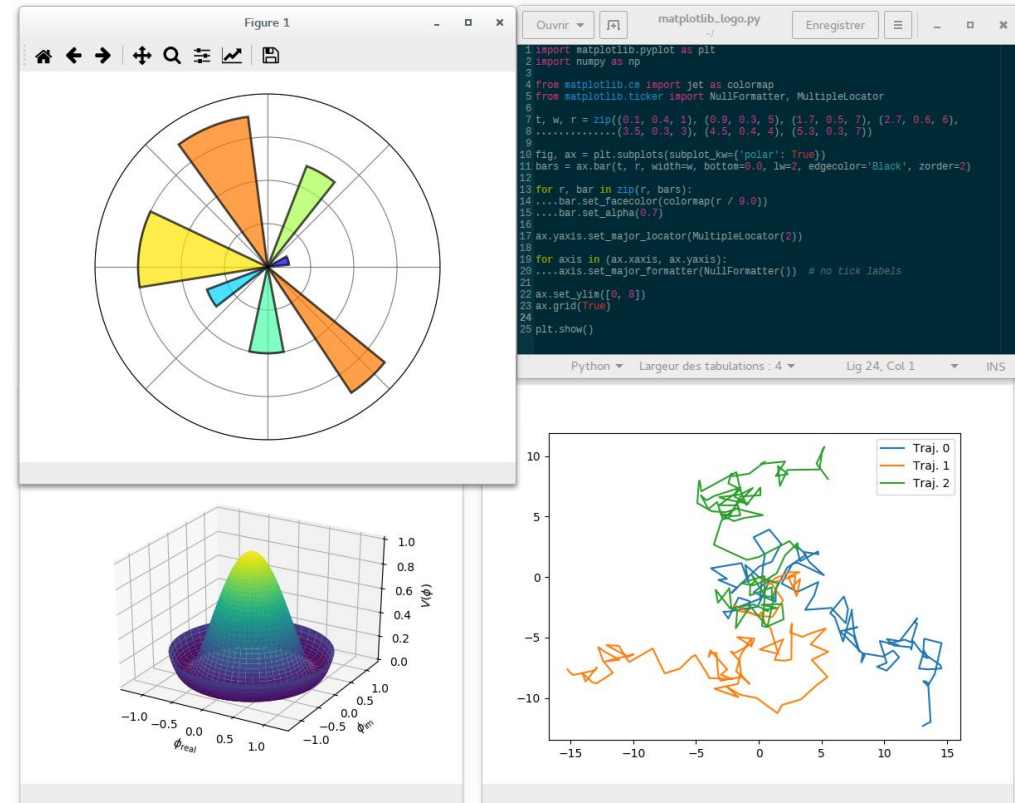 Figure 1
Ouvrir
matplotlib_logo.py
~/
Enregistrer
1 import matplotlib.pyplot as plt
2 import numpy as np
3
4 from matplotlib.cm import jet as colormap
5 from matplotlib.ticker import NullFormatter, MultipleLocator
6
7 t, w, r = zip((0.1, 0.4, 1), (0.9, 0.3, 5), (1.7, 0.5, 7), (2.7, 0.6, 6),
8 ..............(3.5, 0.3, 3), (4.5, 0.4, 4), (5.3, 0.3, 7))
9
10 fig, ax = plt.subplots(subplot_kw={'polar': True})
11 bars = ax.bar(t, r, width=w, bottom=0.0, lw=2, edgecolor='Black', zorder=2)
12
13 for r, bar in zip(r, bars):
14 ....bar.set_facecolor(colormap(r / 9.0))
15 ....bar.set_alpha(0.7)
16
17 ax.yaxis.set_major_locator(MultipleLocator(2))
18
19 for axis in (ax.xaxis, ax.yaxis):
20 ....axis.set_major_formatter(NullFormatter())  # no tick labels
21
22 ax.set_ylim([0, 8])
23 ax.grid(True)
24
25 plt.show()
Python Largeur des tabulations : 4 Lig 24, Col 1 INS
1.0
0.8
0.6
0.4
0.2
0.0
V(ϕ)
−1.0
−0.5
0.0
0.5
1.0
ϕreal
1.0
0.5
0.0
−0.5
−1.0
ϕim
Traj. 0
Traj. 1
Traj. 2
10
5
0
−5
−10
−15 −10 −5 0 5 10 15